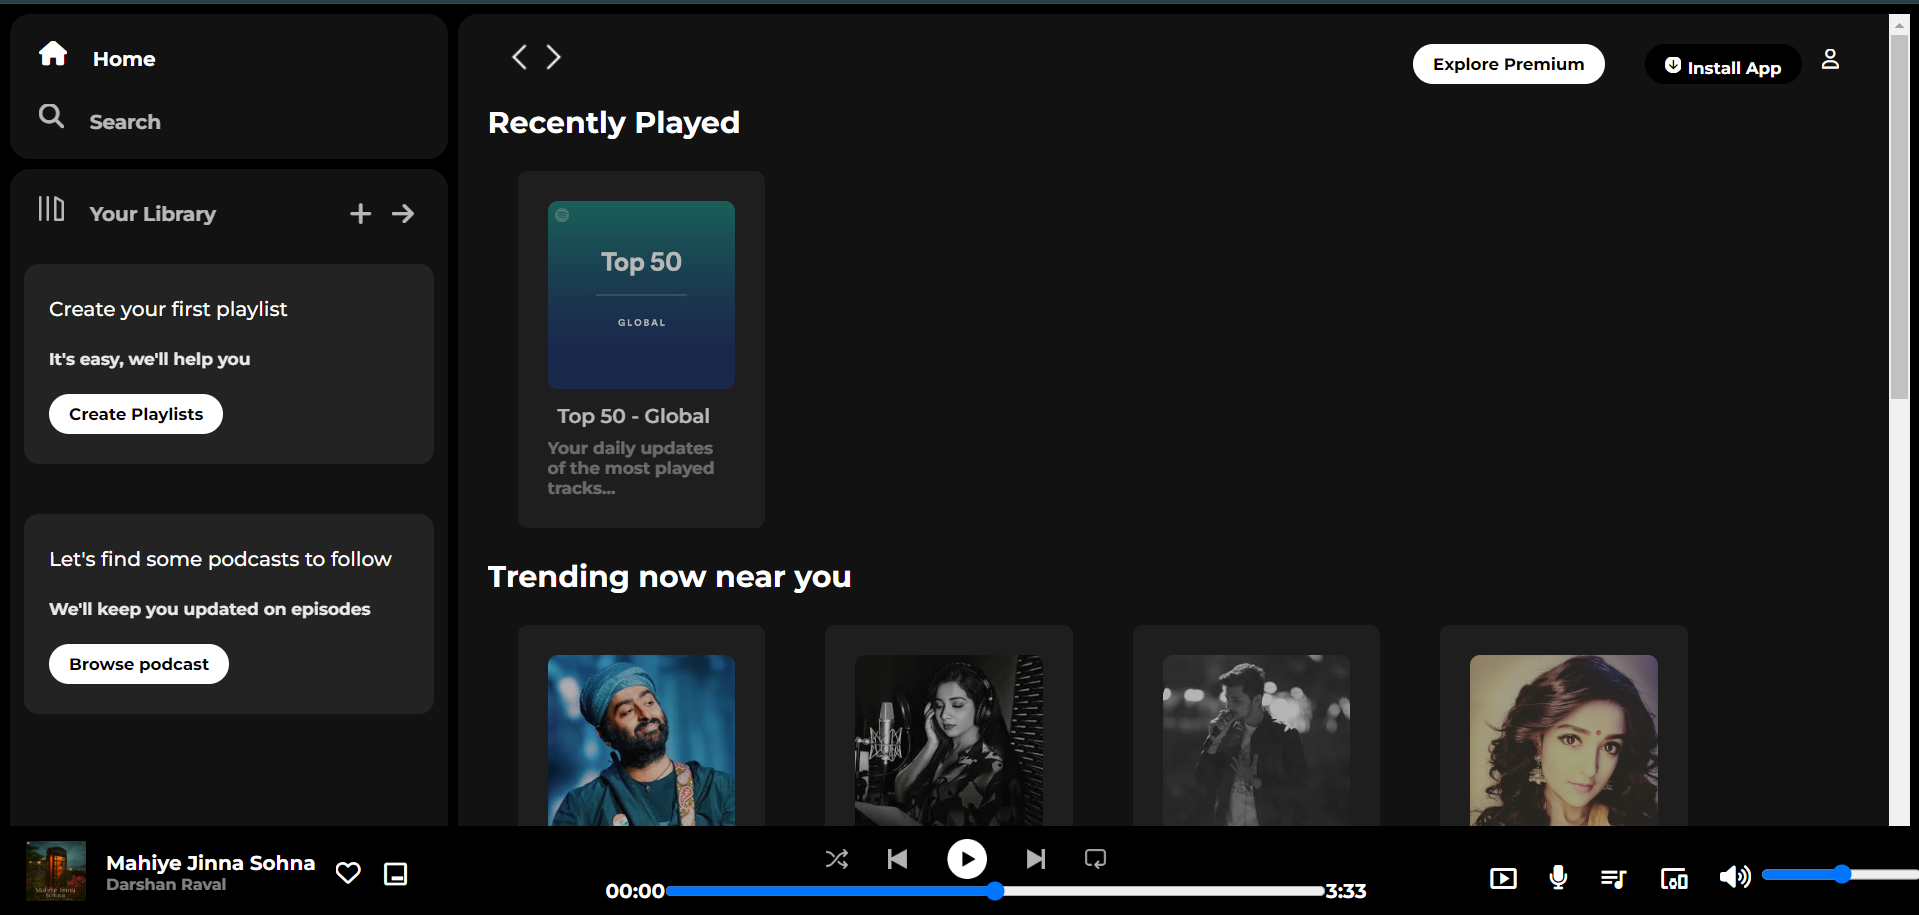 Home
Search
Your Library
Create your first playlist
It's easy, we'll help you
Create Playlists
Let's find some podcasts to follow
We'll keep you updated on episodes
Browse podcast
Explore Premium
Install App
Recently Played
Top 50
GLOBAL
Top 50 - Global
Your daily updates
of the most played
tracks...
Trending now near you
Mahiye Jinna
Sohna
Mahiye Jinna Sohna
Darshan Raval
00:00
3:33